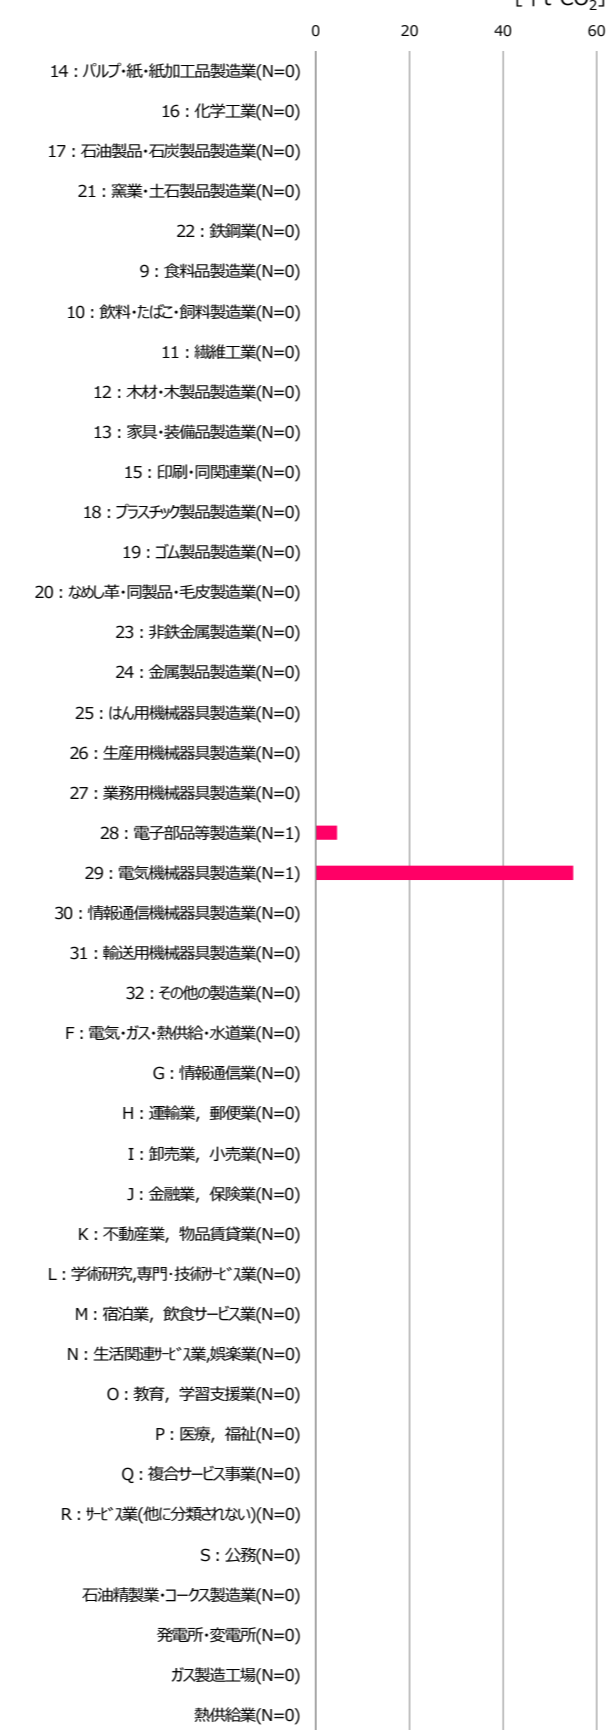 CO2]
0 20 40 60
14：パルプ・紙・紙加工品製造業(N=0)
16：化学工業(N=0)
17：石油製品・石炭製品製造業(N=0)
21：窯業・土石製品製造業(N=0)
22：鉄鋼業(N=0)
9：食料品製造業(N=0)
10：飲料・たばこ・飼料製造業(N=0)
11：繊維工業(N=0)
12：木材・木製品製造業(N=0)
13：家具・装備品製造業(N=0)
15：印刷・同関連業(N=0)
18：プラスチック製品製造業(N=0)
19：ゴム製品製造業(N=0)
20：なめし革・同製品・毛皮製造業(N=0)
23：非鉄金属製造業(N=0)
24：金属製品製造業(N=0)
25：はん用機械器具製造業(N=0)
26：生産用機械器具製造業(N=0)
27：業務用機械器具製造業(N=0)
28：電子部品等製造業(N=1)
29：電気機械器具製造業(N=1)
30：情報通信機械器具製造業(N=0)
31：輸送用機械器具製造業(N=0)
32：その他の製造業(N=0)
F：電気・ガス・熱供給・水道業(N=0)
G：情報通信業(N=0)
H：運輸業，郵便業(N=0)
I：卸売業，小売業(N=0)
J：金融業，保険業(N=0)
K：不動産業，物品賃貸業(N=0)
L：学術研究,専門・技術ｻｰﾋﾞｽ業(N=0)
M：宿泊業，飲食サービス業(N=0)
N：生活関連ｻｰﾋﾞｽ業,娯楽業(N=0)
O：教育，学習支援業(N=0)
P：医療，福祉(N=0)
Q：複合サービス事業(N=0)
R：ｻｰﾋﾞｽ業(他に分類されない)(N=0)
S：公務(N=0)
石油精製業・コークス製造業(N=0)
発電所・変電所(N=0)
ガス製造工場(N=0)
熱供給業(N=0)